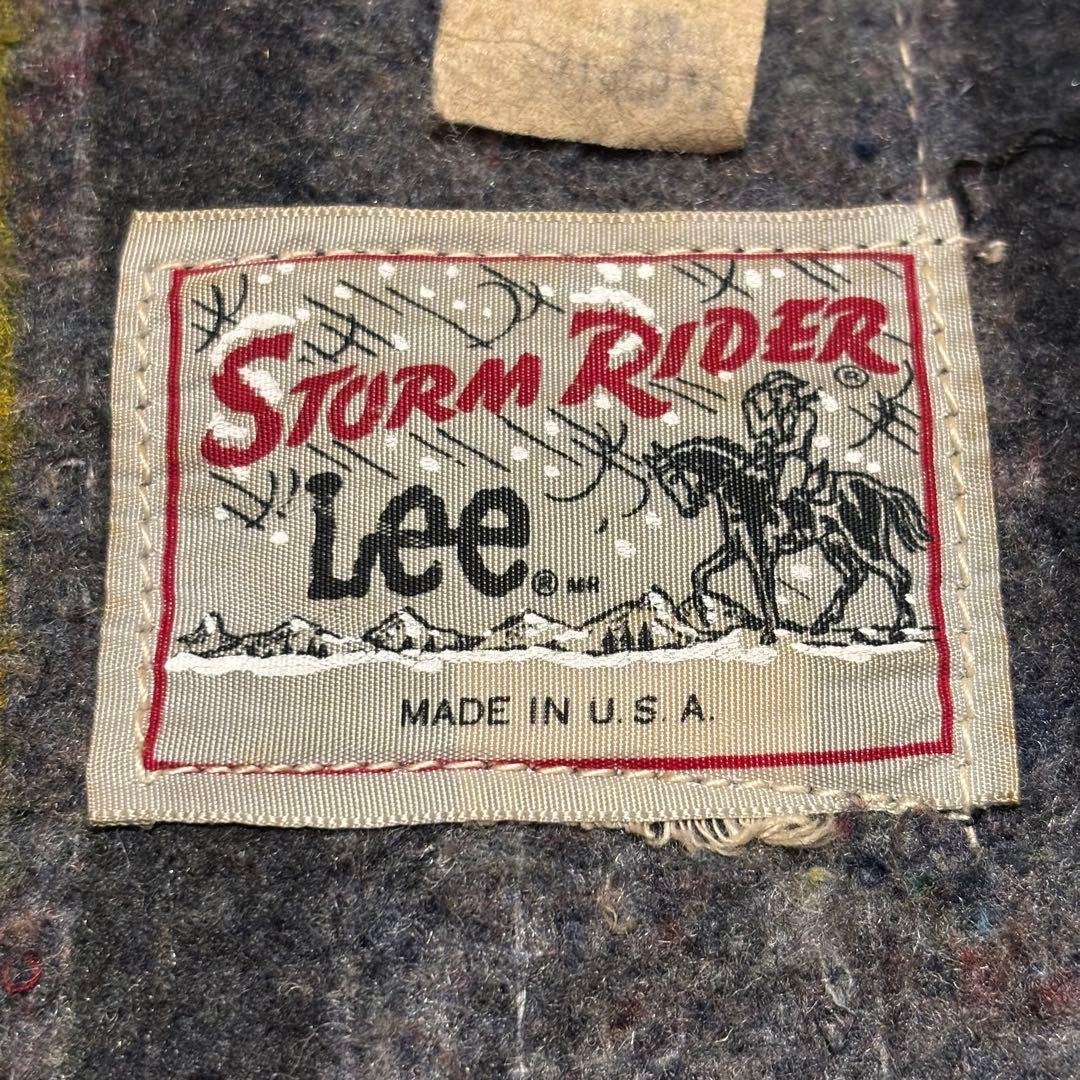 STORM RIDER ®
Lee ® MR
MADE IN U.S.A.